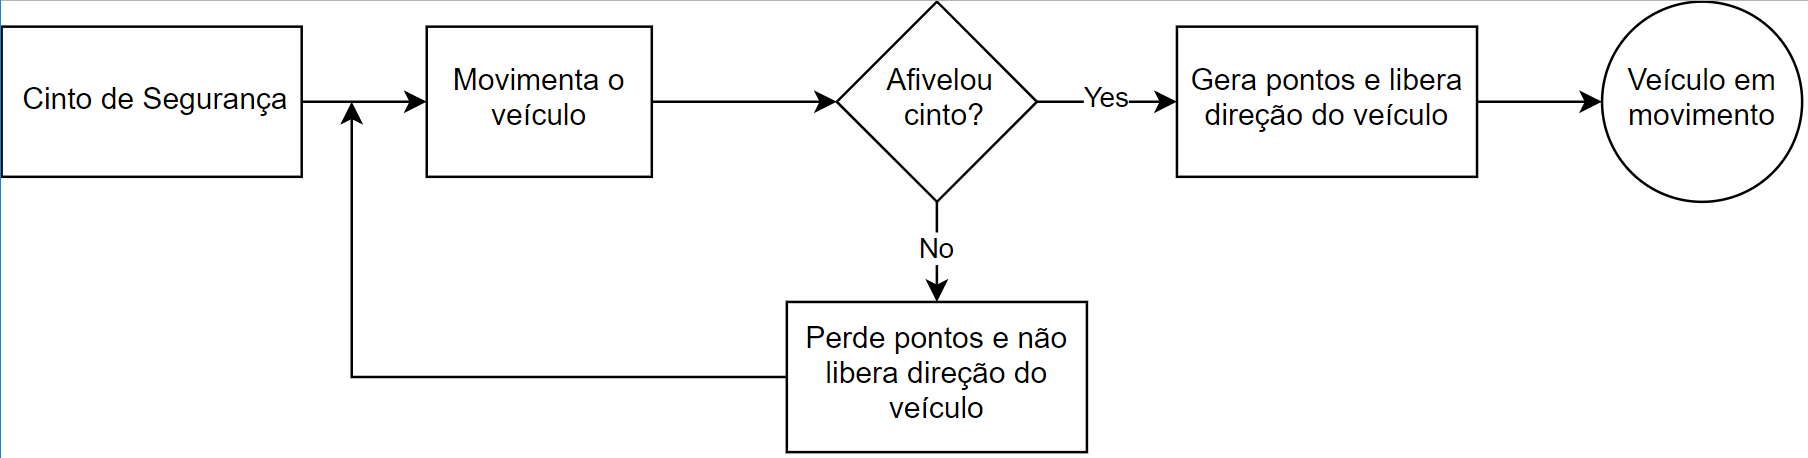 Cinto de Segurança
Movimenta o
veículo
Afivelou
cinto?
Yes
Gera pontos e libera
direção do veículo
Veículo em
movimento
No
Perde pontos e não
libera direção do
veículo